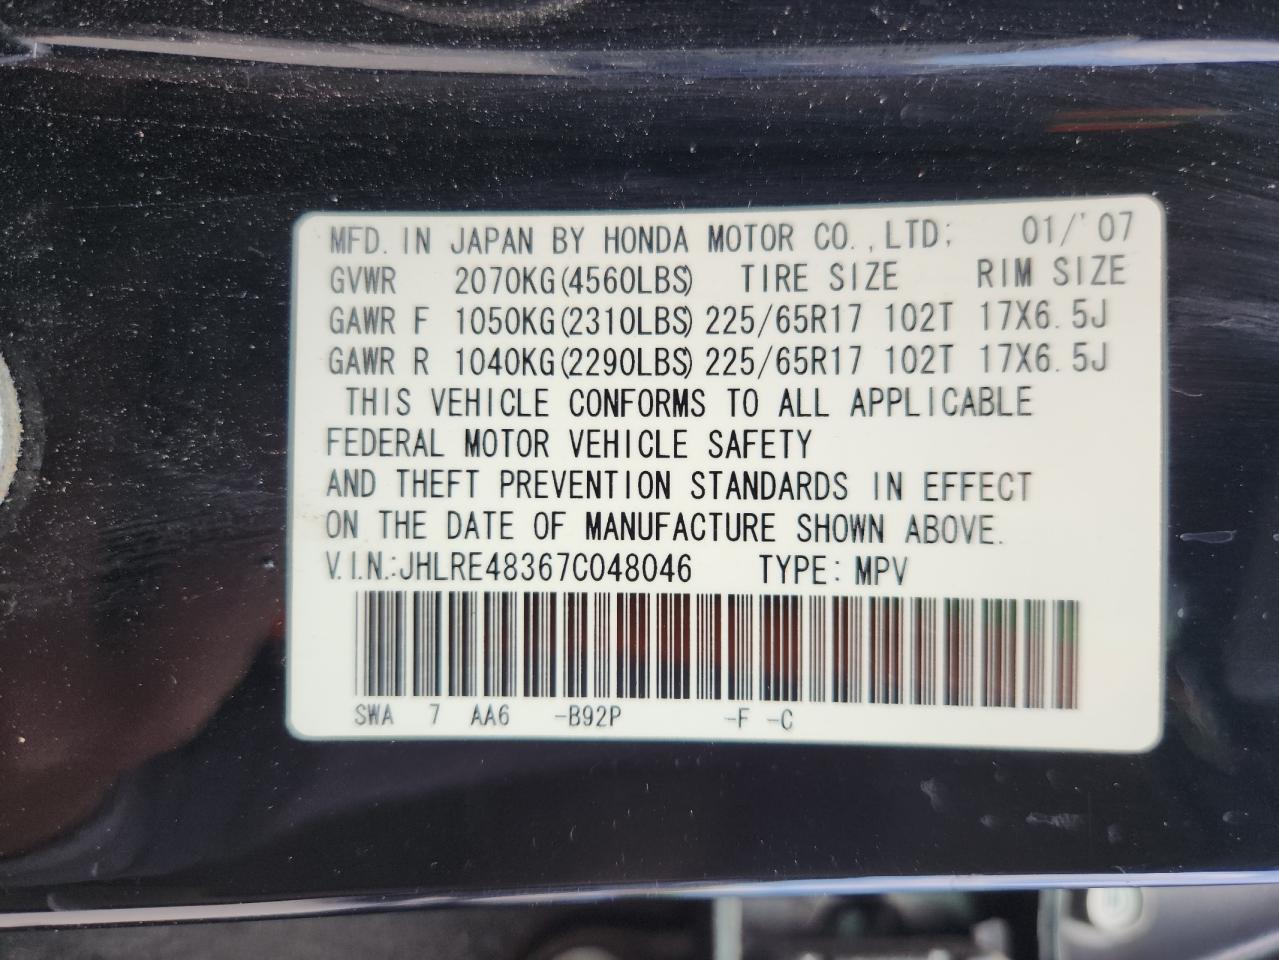 MFD. IN JAPAN BY HONDA MOTOR CO., LTD; 01/'07
GVWR 2070KG(4560LBS) TIRE SIZE RIM SIZE
GAWR F 1050KG(2310LBS) 225/65R17 102T 17X6.5J
GAWR R 1040KG(2290LBS) 225/65R17 102T 17X6.5J
THIS VEHICLE CONFORMS TO ALL APPLICABLE
FEDERAL MOTOR VEHICLE SAFETY
AND THEFT PREVENTION STANDARDS IN EFFECT
ON THE DATE OF MANUFACTURE SHOWN ABOVE.
V.I.N.:JHLRE48367C048046 TYPE: MPV
SWA 7 AA6 -B92P -F -C